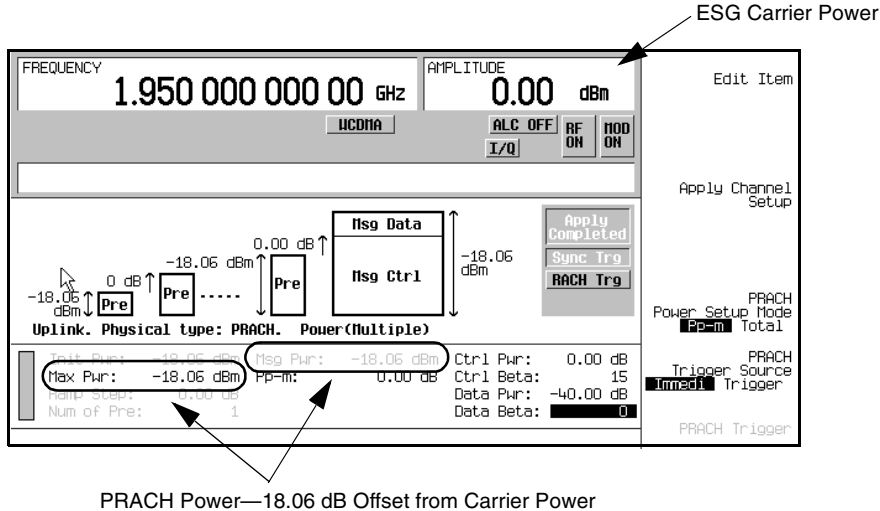 ESG Carrier Power
FREQUENCY
1.950 000 000 00 GHz
AMPLITUDE
0.00 dBm
WCDMA
ALC OFF
I/Q
RF ON
MOD ON
Edit Item
Apply Channel
Setup
Msg Data
Msg Ctrl
-18.06
dBm
0.00 dB
Pre
-18.06 dBm
Pre
.....
0 dB
-18.06
dBm
Pre
Apply
Completed
Sync Trg
RACH Trg
Uplink. Physical type: PRACH. Power(Multiple)
PRACH
Power Setup Mode
Pp-m Total
PRACH
Trigger Source
Immedi Trigger
PRACH Trigger
Init Pwr: -18.06 dBm
Max Pwr: -18.06 dBm
Ramp Step: 0.00 dB
Num of Pre: 1
Msg Pwr: -18.06 dBm
Pp-m: 0.00 dB
Ctrl Pwr: 0.00 dB
Ctrl Beta: 15
Data Pwr: -40.00 dB
Data Beta: 0
PRACH Power—18.06 dB Offset from Carrier Power